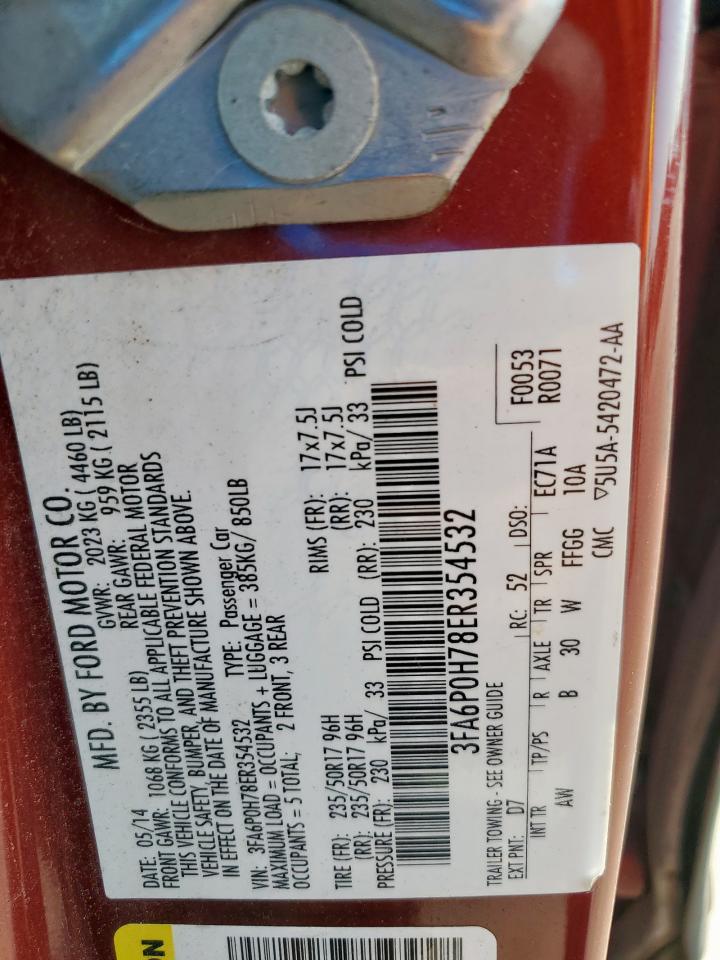 MFD. BY FORD MOTOR CO.
DATE: 05/14 GVWR: 2023 KG ( 4460 LB)
FRONT GAWR: 1068 KG ( 2355 LB) REAR GAWR: 959 KG ( 2115 LB)
THIS VEHICLE CONFORMS TO ALL APPLICABLE FEDERAL MOTOR
VEHICLE SAFETY, BUMPER, AND THEFT PREVENTION STANDARDS
IN EFFECT ON THE DATE OF MANUFACTURE SHOWN ABOVE.
VIN: 3FA6P0H78ER354532 TYPE: Passenger Car
MAXIMUM LOAD = OCCUPANTS + LUGGAGE = 385KG/ 850LB
OCCUPANTS = 5 TOTAL; 2 FRONT, 3 REAR
TIRE (FR): 235/50R17 96H RIMS (FR): 17x7.5J
(RR): 235/50R17 96H (RR): 17x7.5J
PRESSURE (FR): 230 kPa/ 33 PSI COLD (RR): 230 kPa/ 33 PSI COLD
3FA6P0H78ER354532
TRAILER TOWING - SEE OWNER GUIDE
F0053
EXT PNT: D7 RC: 52 DSO: R0071
INT TR TP/PS R AXLE TR SPR EC71A
AW B 30 W FFGG 10A
CMC ▽5U5A-5420472-AA
ON